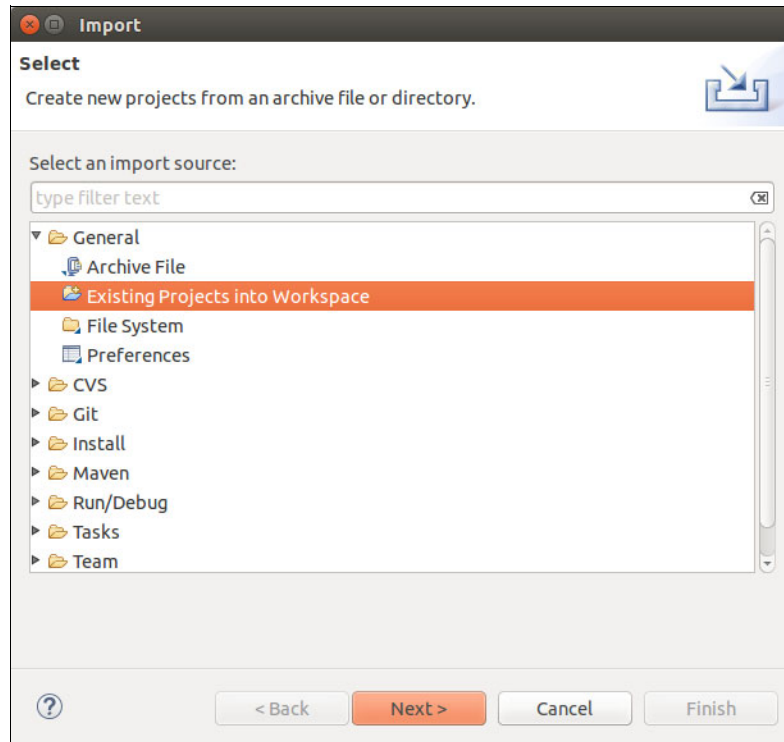 Import
Select
Create new projects from an archive file or directory.
Select an import source:
type filter text
General
Archive File
Existing Projects into Workspace
File System
Preferences
CVS
Git
Install
Maven
Run/Debug
Tasks
Team
? < Back Next > Cancel Finish